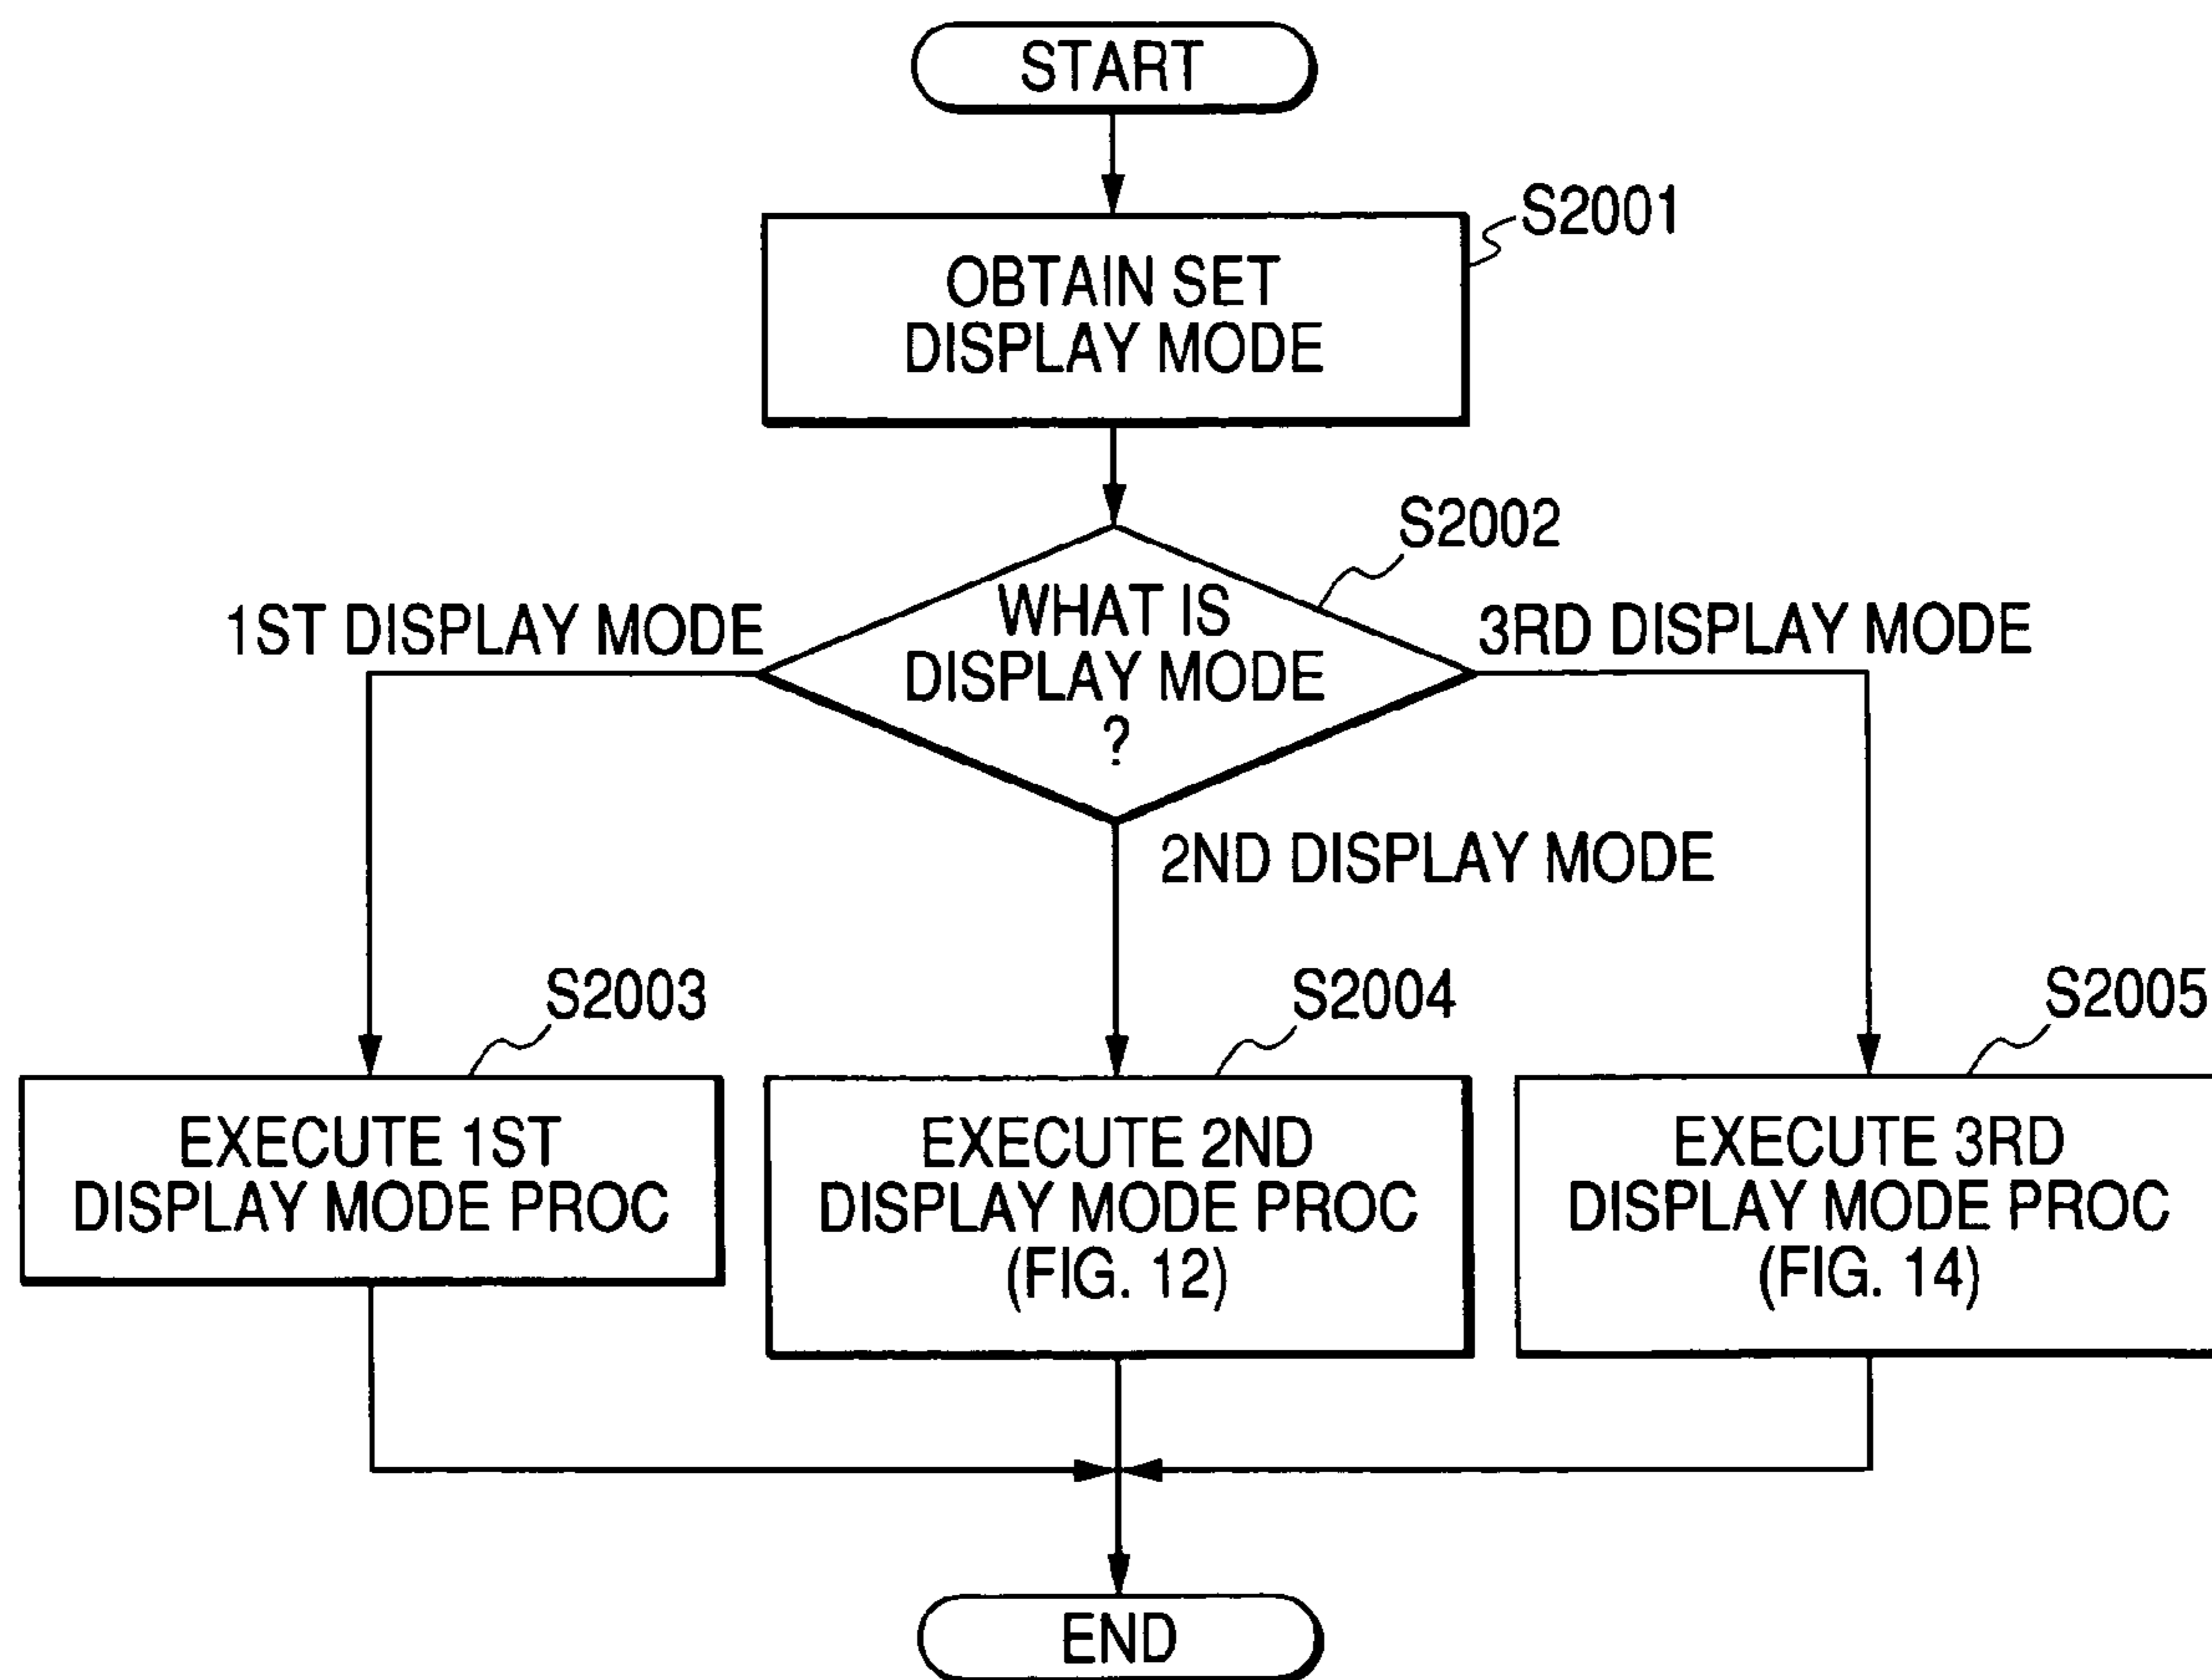 START
S2001
OBTAIN SET
DISPLAY MODE
S2002
WHAT IS
DISPLAY MODE
?
1ST DISPLAY MODE
3RD DISPLAY MODE
2ND DISPLAY MODE
S2003
S2004
S2005
EXECUTE 1ST
DISPLAY MODE PROC
EXECUTE 2ND
DISPLAY MODE PROC
(FIG. 12)
EXECUTE 3RD
DISPLAY MODE PROC
(FIG. 14)
END